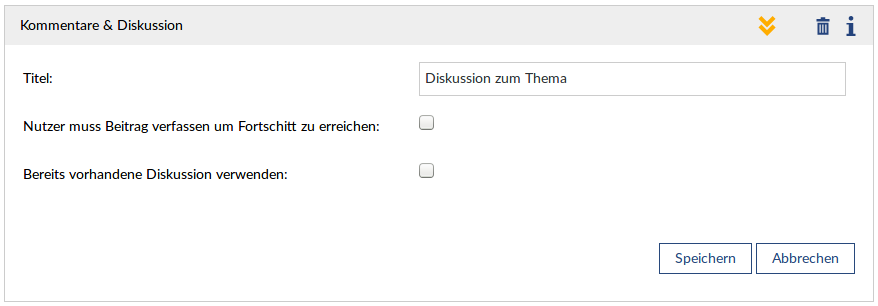 Kommentare & Diskussion
Titel: Diskussion zum Thema
Nutzer muss Beitrag verfassen um Fortschitt zu erreichen:
Bereits vorhandene Diskussion verwenden:
Speichern Abbrechen